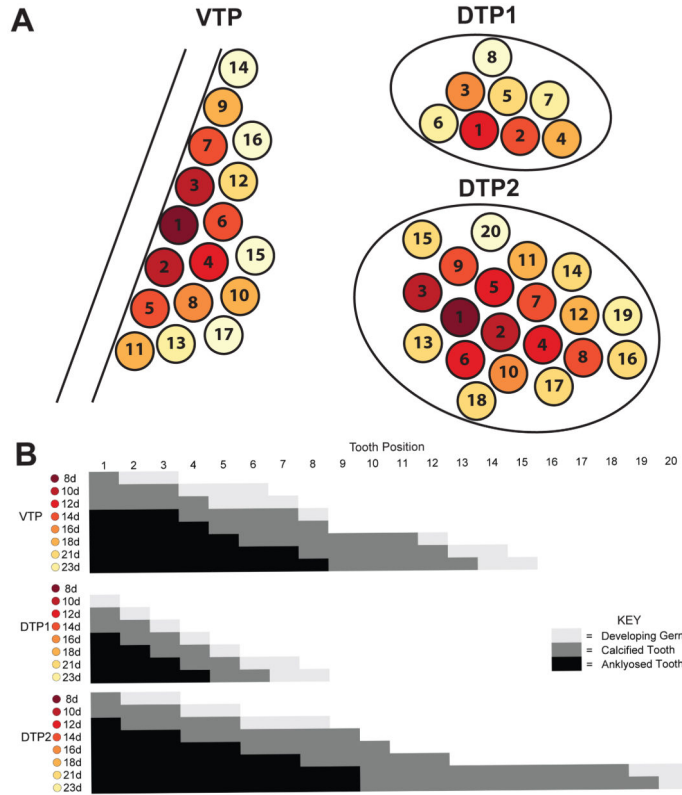 A
VTP
DTP1
14
9
7
16
3
12
1
6
2
4
15
5
8
10
11
13
17
8
3
5
7
6
1
2
4
DTP2
15
20
9
11
14
3
5
7
12
19
1
2
4
13
6
8
16
10
17
18
B
Tooth Position
1 2 3 4 5 6 7 8 9 10 11 12 13 14 15 16 17 18 19 20
VTP
8d
10d
12d
14d
16d
18d
21d
23d
DTP1
8d
10d
12d
14d
16d
18d
21d
23d
KEY
= Developing Germ
= Calcified Tooth
= Anklyosed Tooth
DTP2
8d
10d
12d
14d
16d
18d
21d
23d